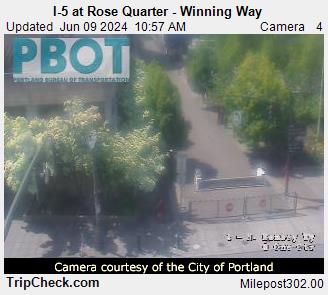 I-5 at Rose Quarter - Winning Way
Updated Jun 09 2024 10:57 AM Camera 4
PBOT
PORTLAND BUREAU OF TRANSPORTATION
Camera courtesy of the City of Portland
TripCheck.com Milepost302.00